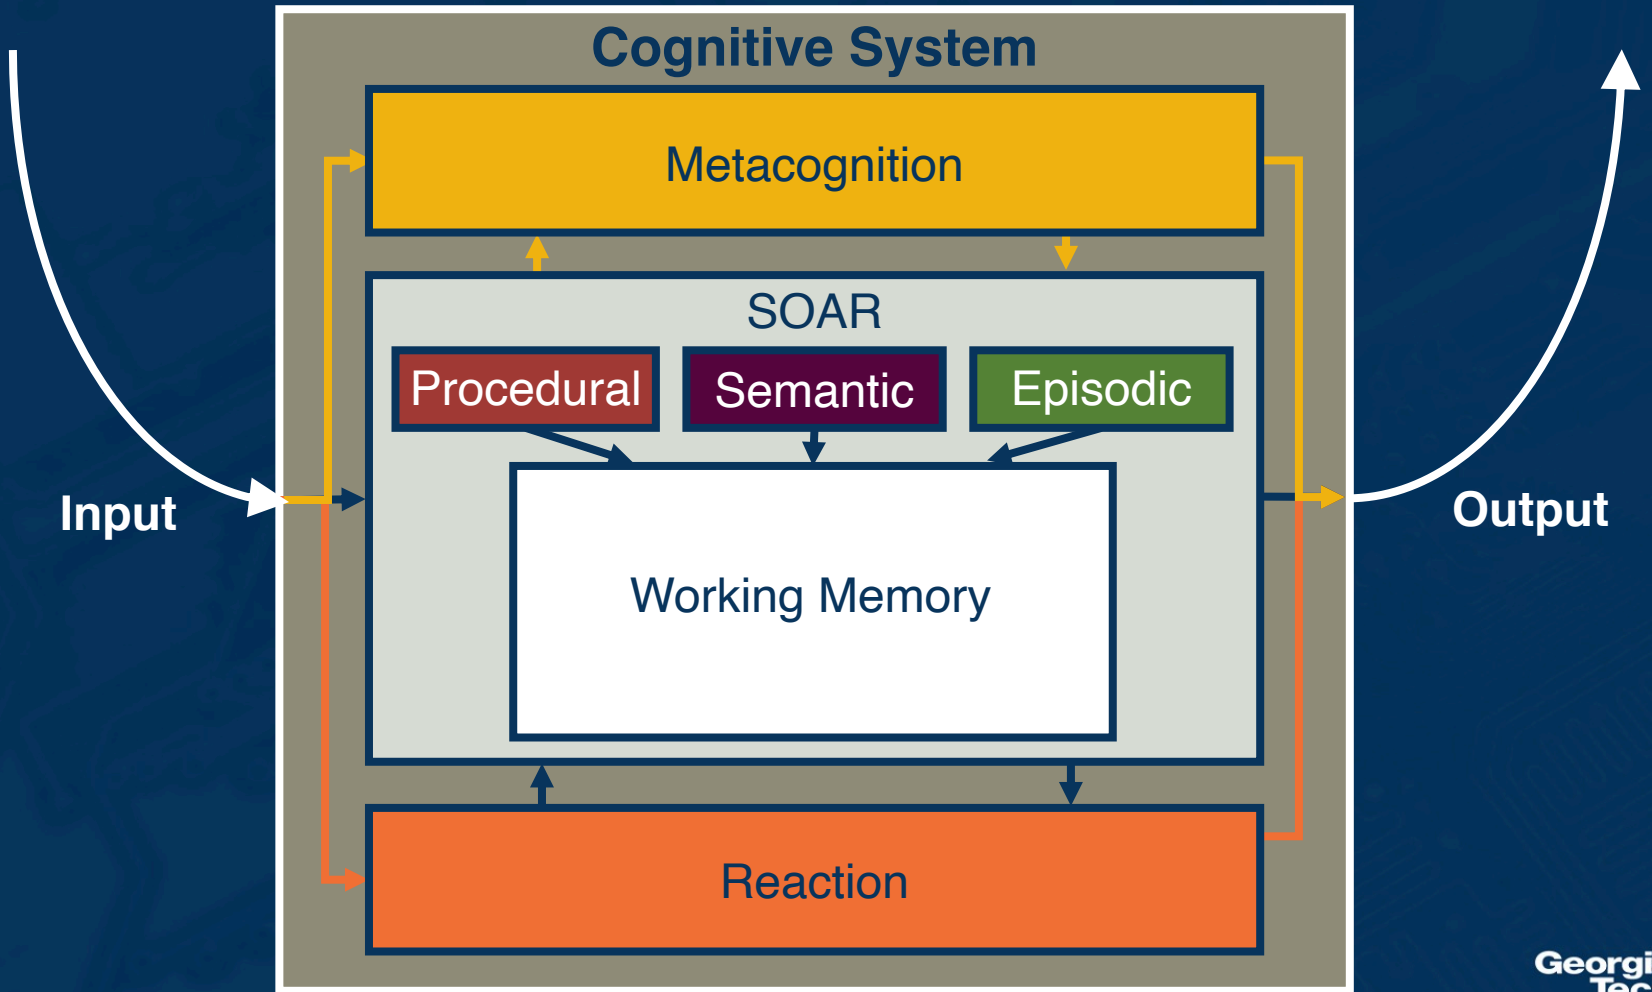 Cognitive System
Metacognition
SOAR
Procedural
Semantic
Episodic
Working Memory
Input
Output
Reaction